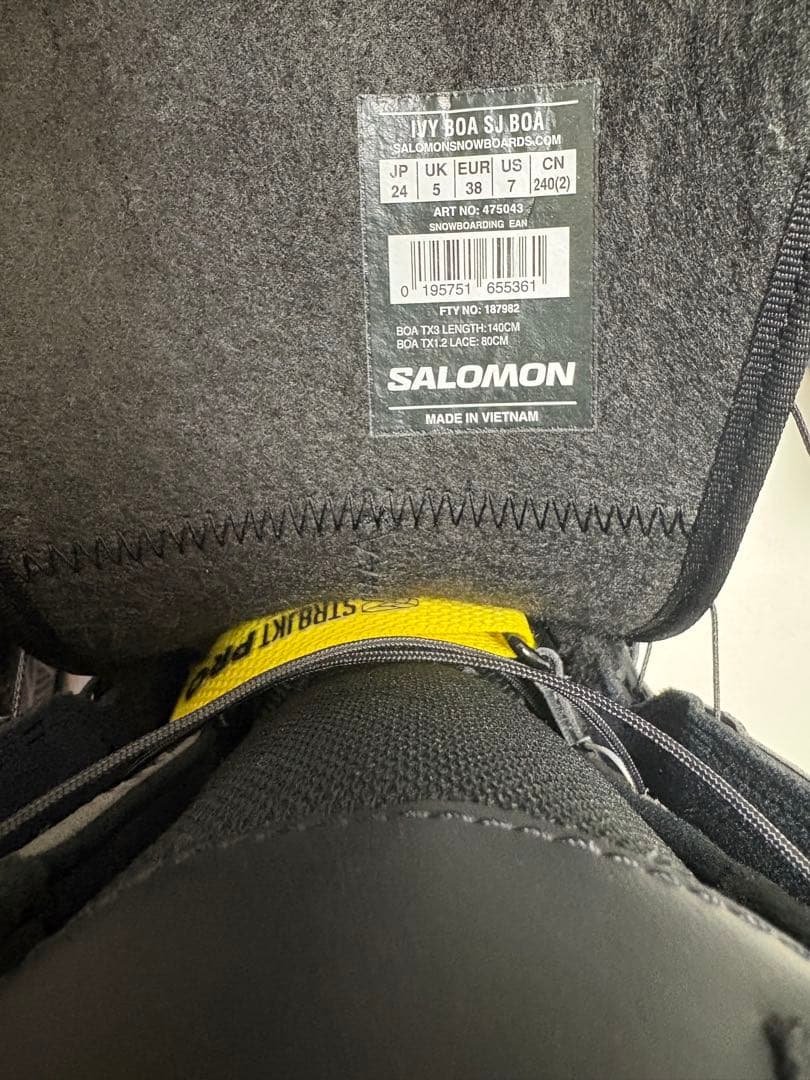 IVY BOA SJ BOA
SALOMONSNOWBOARDS.COM
JP UK EUR US CN
24 5 38 7 240(2)
ART NO: 475043
SNOWBOARDING EAN
0 195751 655361
FTY NO: 187982
BOA TX3 LENGTH:140CM
BOA TX1.2 LACE: 80CM
SALOMON
MADE IN VIETNAM
STR8JKT PRO